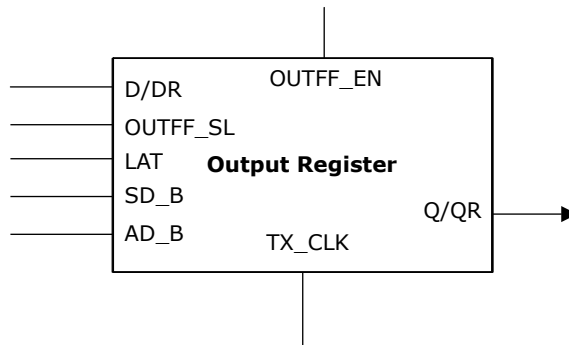 OUTFF_EN
D/DR
OUTFF_SL
LAT
Output Register
SD_B
Q/QR
AD_B
TX_CLK